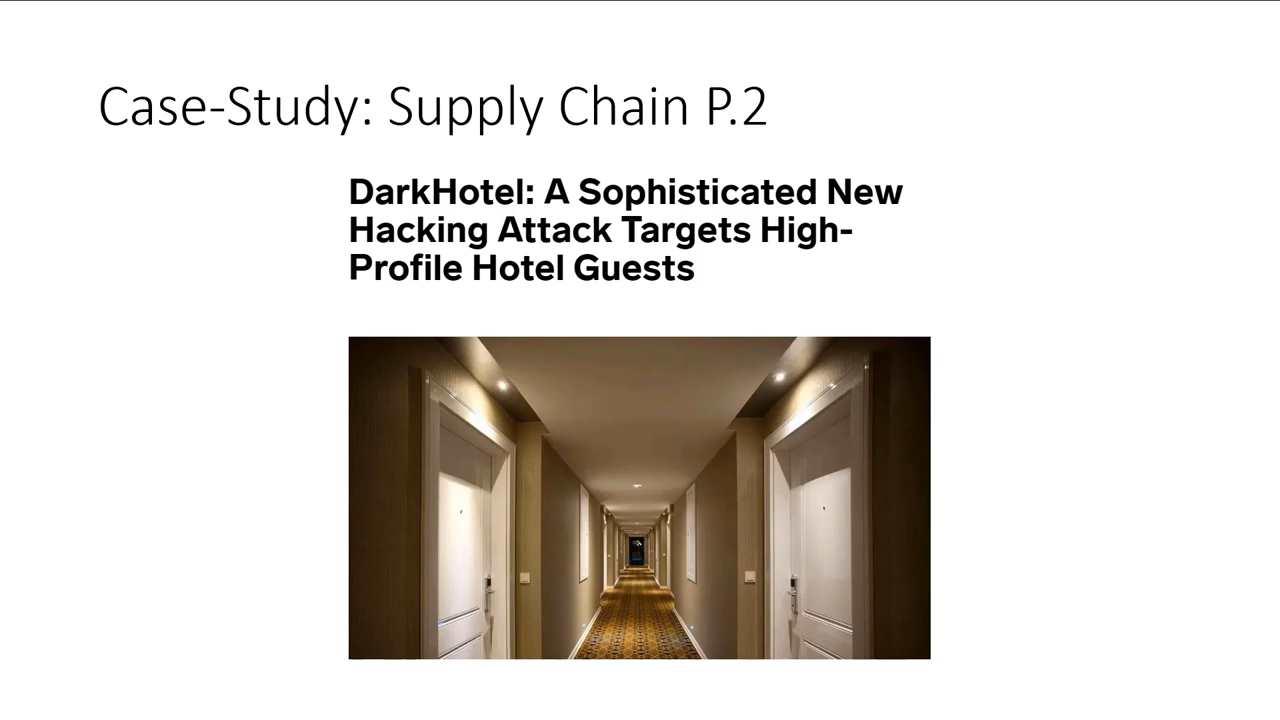 Case-Study: Supply Chain P.2
DarkHotel: A Sophisticated New
Hacking Attack Targets High-
Profile Hotel Guests